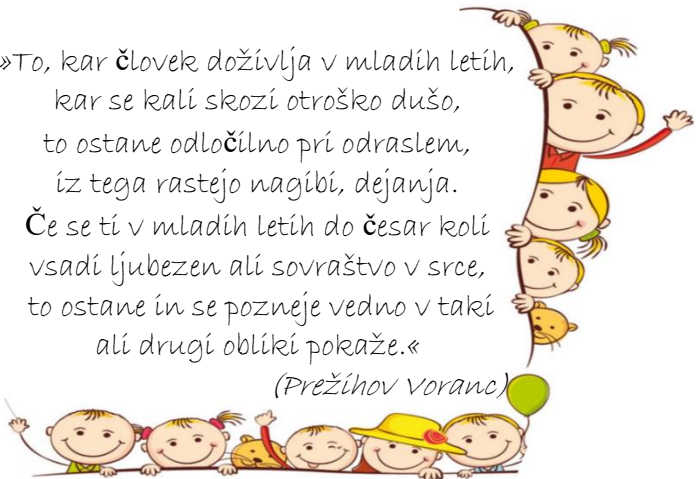 »To, kar človek doživlja v mladih letih,
kar se kali skozi otroško dušo,
to ostane odločilno pri odraslem,
iz tega rastejo nagibi, dejanja.
Če se ti v mladih letih do česar koli
vsadi ljubezen ali sovraštvo v srce,
to ostane in se pozneje vedno v taki
ali drugi obliki pokaže.«
(Prežihov Voranc)